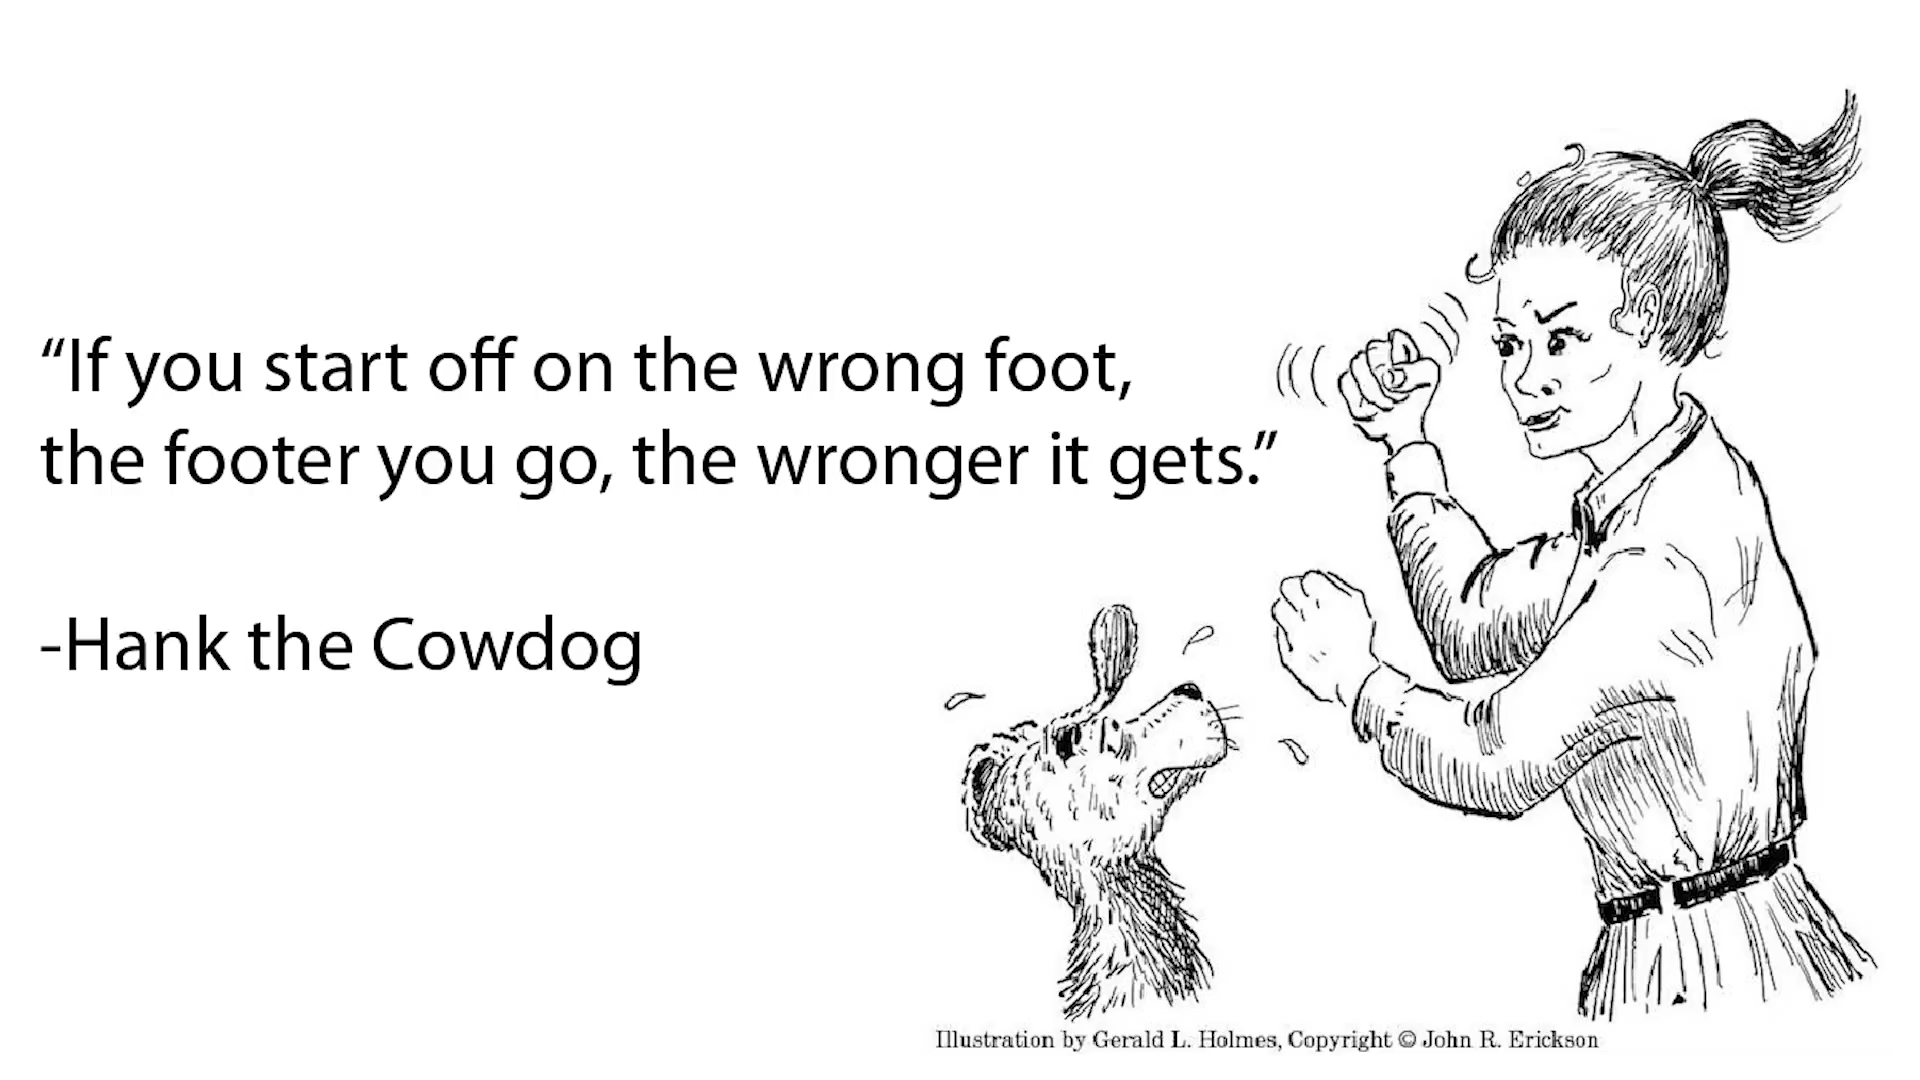 “If you start off on the wrong foot,
the footer you go, the wronger it gets.”
-Hank the Cowdog
Illustration by Gerald L. Holmes, Copyright © John R. Erickson